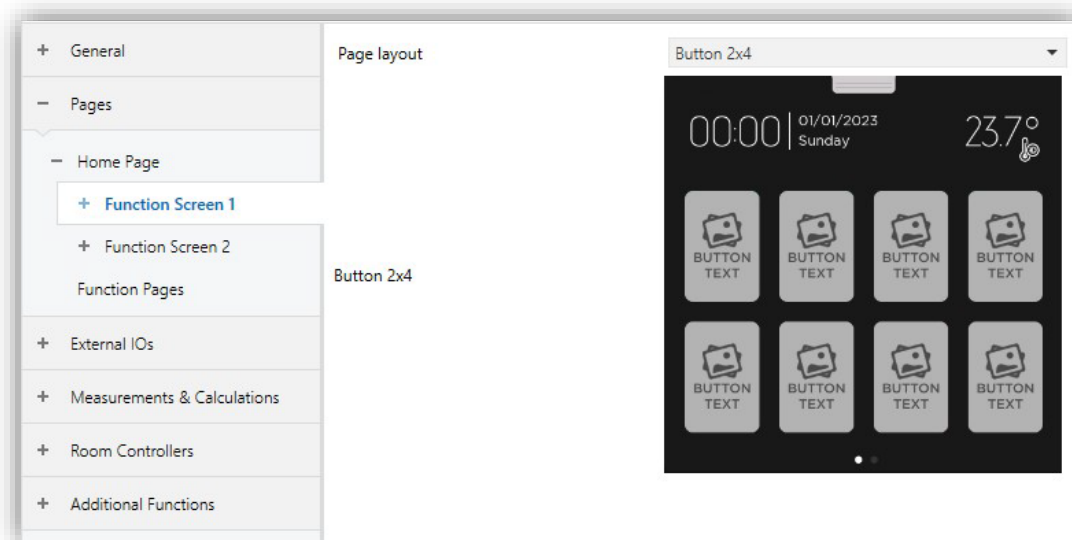 General
Pages
Home Page
Function Screen 1
Function Screen 2
Function Pages
External IOs
Measurements & Calculations
Room Controllers
Additional Functions
Page layout
Button 2x4
Button 2x4
00:00
01/01/2023
Sunday
23.7°
BUTTON
TEXT
BUTTON
TEXT
BUTTON
TEXT
BUTTON
TEXT
BUTTON
TEXT
BUTTON
TEXT
BUTTON
TEXT
BUTTON
TEXT